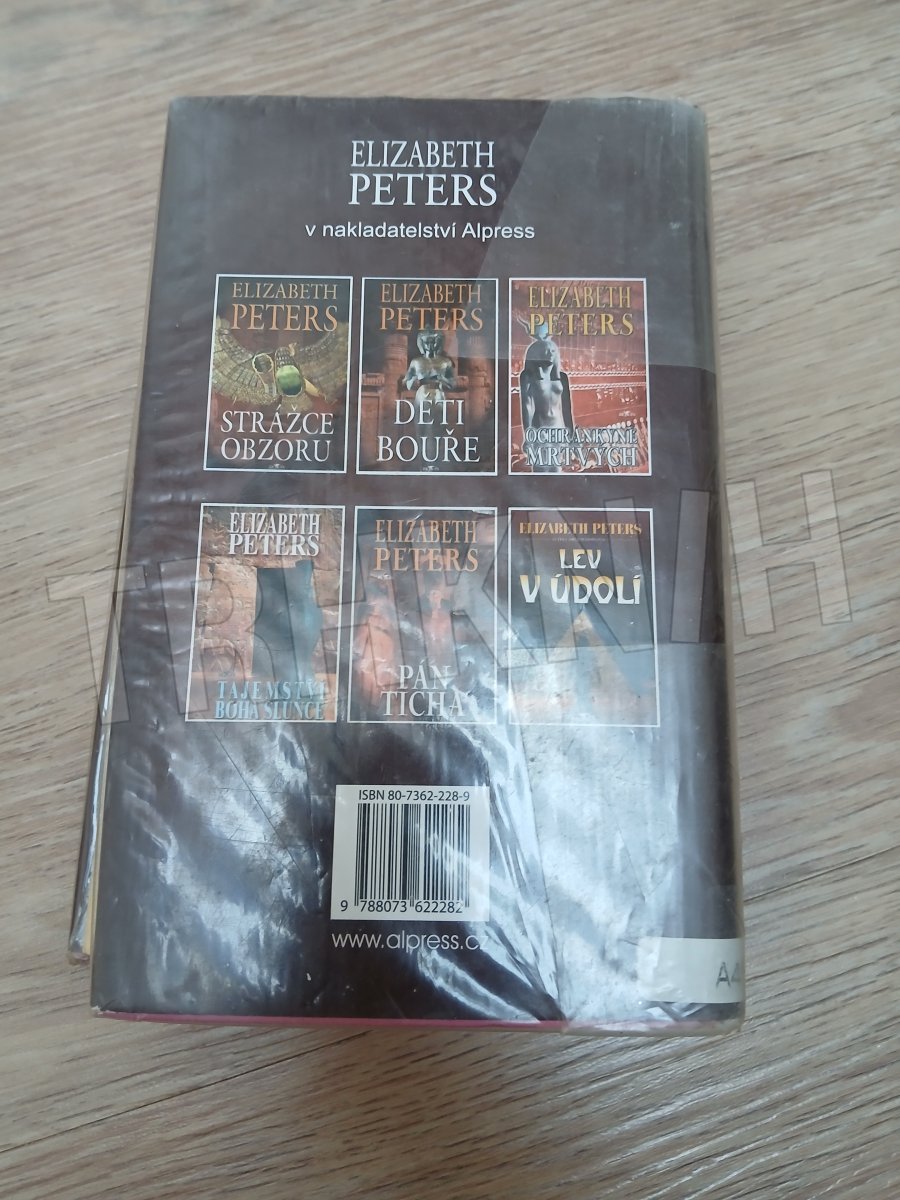 ELIZABETH
PETERS
v nakladatelství Alpress
ELIZABETH
PETERS
STRÁŽCE
OBZORU
ELIZABETH
PETERS
DĚTI
BOUŘE
ELIZABETH
PETERS
OCHRÁNKYNĚ
MRTVÝCH
ELIZABETH
PETERS
TAJEMSTVÍ
BOHA SLUNCE
ELIZABETH
PETERS
PÁN
TICHA
ELIZABETH PETERS
LEV
V ÚDOLÍ
TRHKNIH
ISBN 80-7362-228-9
9 788073 622282
www.alpress.cz
A4